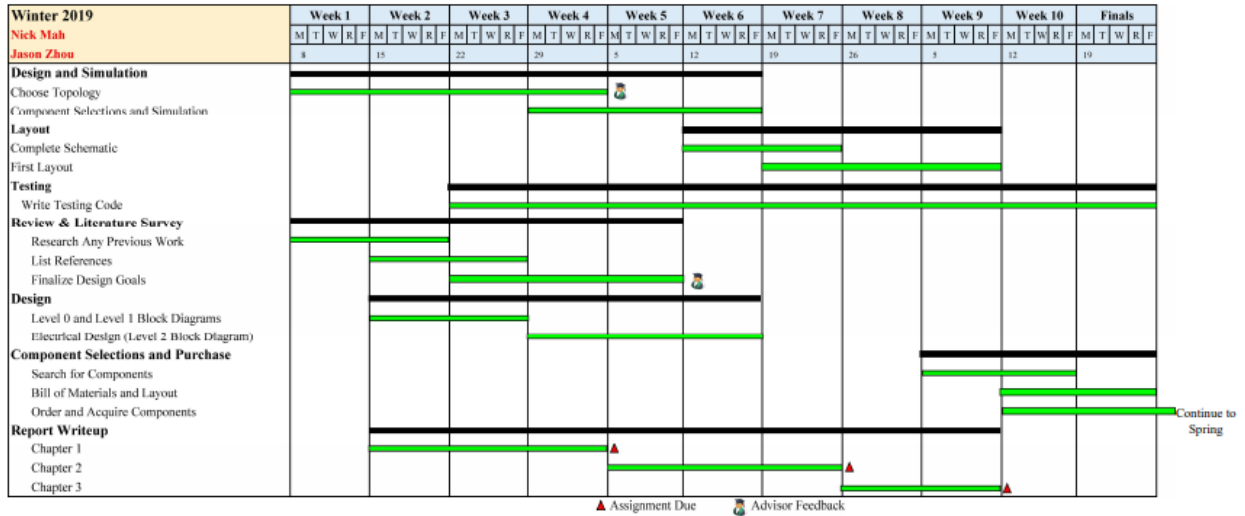 Winter 2019 Week 1 Week 2 Week 3 Week 4 Week 5 Week 6 Week 7 Week 8 Week 9 Week 10 Finals
Nick Mah M T W R F M T W R F M T W R F M T W R F M T W R F M T W R F M T W R F M T W R F M T W R F M T W R F M T W R F
Jason Zhou 8 15 22 29 5 12 19 26 5 12 19
Design and Simulation
Choose Topology
Component Selections and Simulation
Layout
Complete Schematic
First Layout
Testing
Write Testing Code
Review & Literature Survey
Research Any Previous Work
List References
Finalize Design Goals
Design
Level 0 and Level 1 Block Diagrams
Electrical Design (Level 2 Block Diagram)
Component Selections and Purchase
Search for Components
Bill of Materials and Layout
Order and Acquire Components Continue to
Spring
Report Writeup
Chapter 1
Chapter 2
Chapter 3
Assignment Due Advisor Feedback